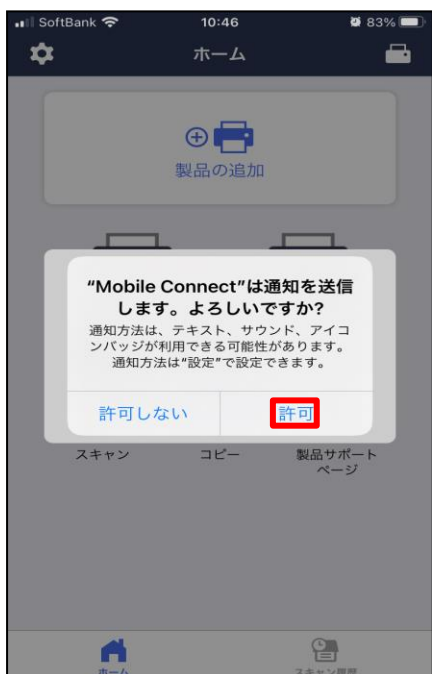 SoftBank 10:46 83%
ホーム
製品の追加
"Mobile Connect"は通知を送信
します。よろしいですか?
通知方法は、テキスト、サウンド、アイコ
ンバッジが利用できる可能性があります。
通知方法は"設定"で設定できます。
許可しない 許可
スキャン コピー 製品サポート
ページ
ホーム スキャン履歴